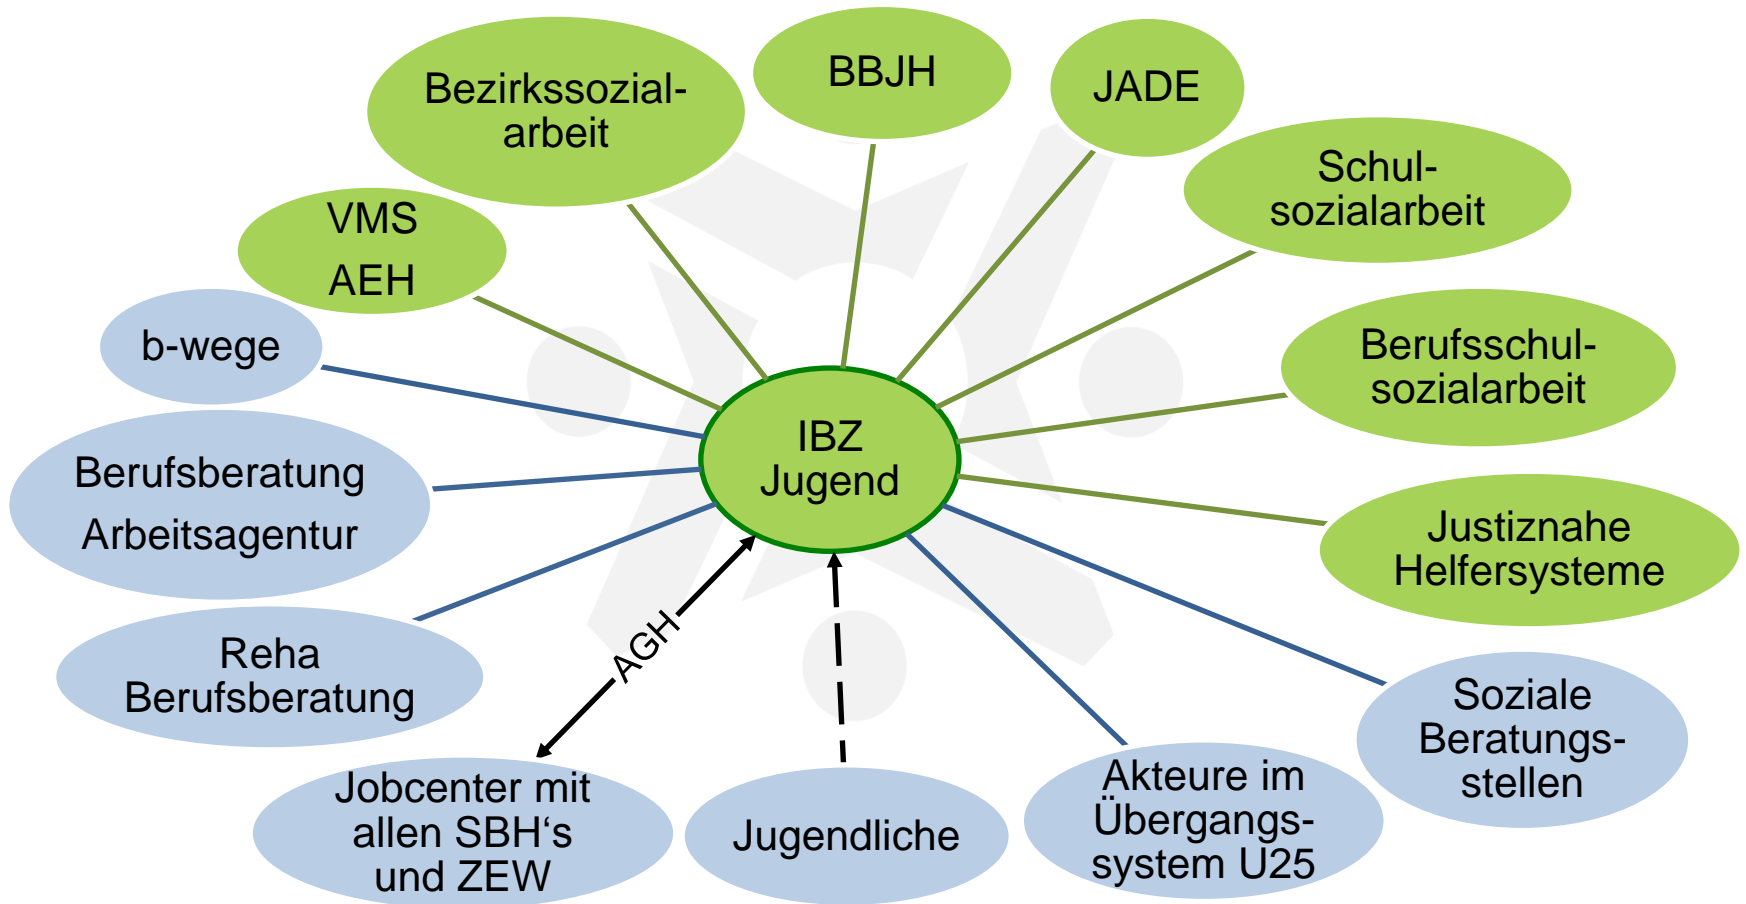 Bezirkssozial-
arbeit
BBJH
JADE
Schul-
sozialarbeit
VMS
AEH
b-wege
Berufsschul-
sozialarbeit
IBZ
Jugend
Berufsberatung
Arbeitsagentur
Justiznahe
Helfersysteme
Reha
Berufsberatung
AGH
Soziale
Beratungs-
stellen
Jobcenter mit
allen SBH‘s
und ZEW
Jugendliche
Akteure im
Übergangs-
system U25